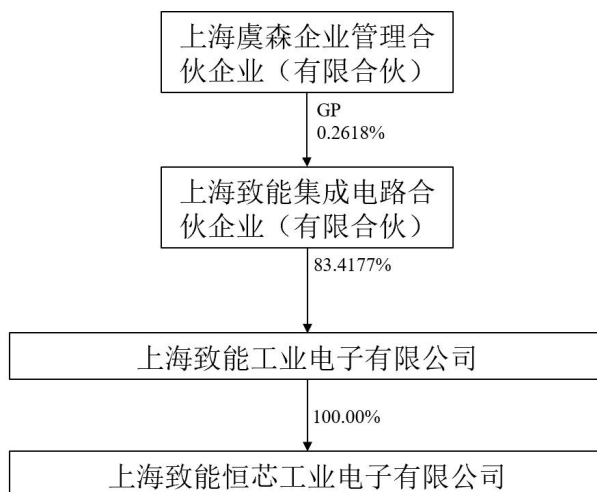 上海虞森企业管理合
伙企业（有限合伙）
GP
0.2618%
上海致能集成电路合
伙企业（有限合伙）
83.4177%
上海致能工业电子有限公司
100.00%
上海致能恒芯工业电子有限公司